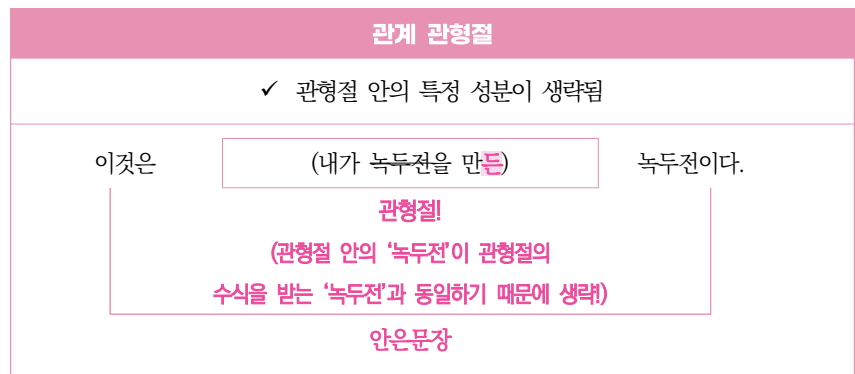 관계 관형절
✓ 관형절 안의 특정 성분이 생략됨
이것은 (내가 녹두전을 만든) 녹두전이다.
관형절!
(관형절 안의 ‘녹두전’이 관형절의
수식을 받는 ‘녹두전’과 동일하기 때문에 생략!)
안은문장